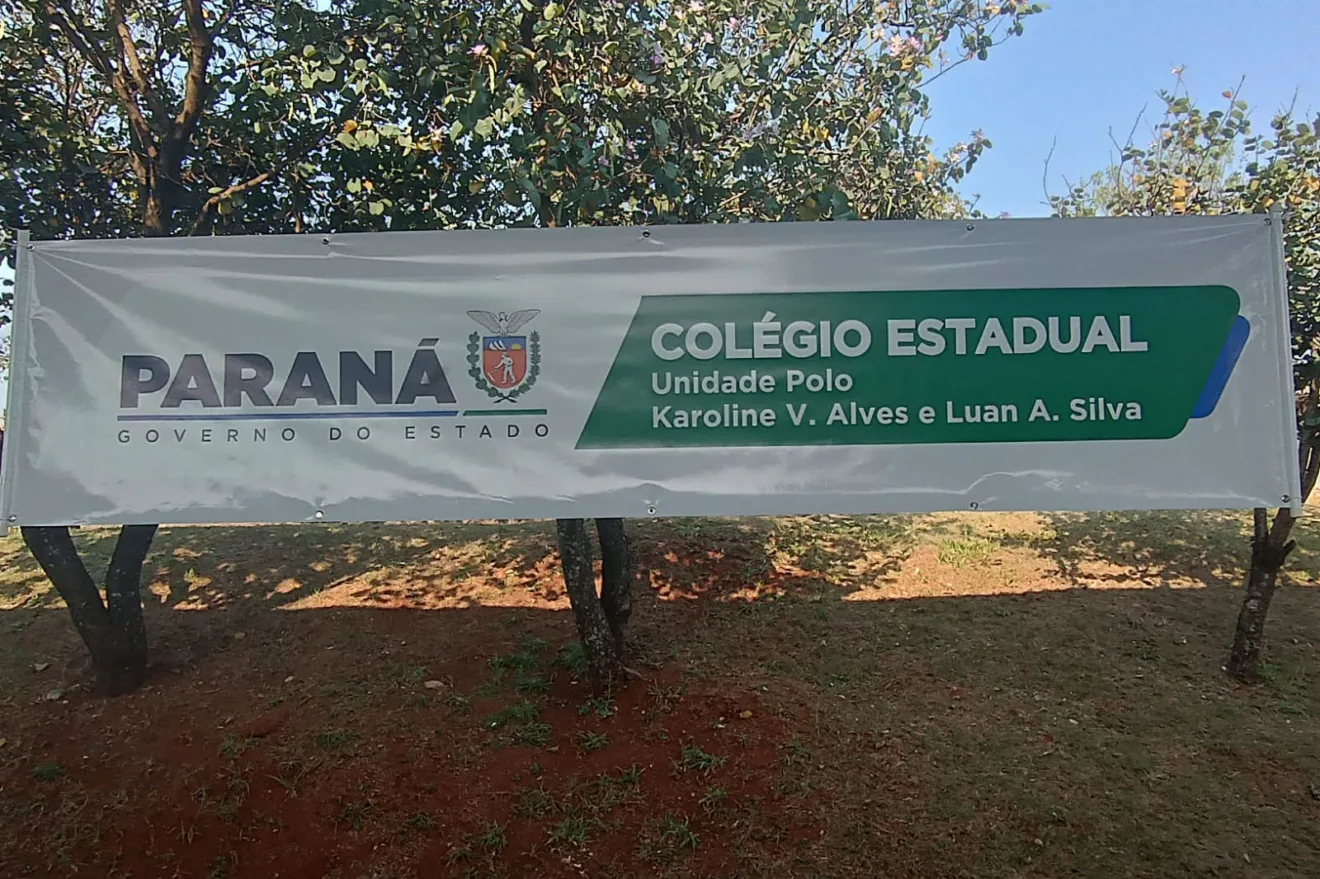 PARANÁ
GOVERNO DO ESTADO
COLÉGIO ESTADUAL
Unidade Polo
Karoline V. Alves e Luan A. Silva